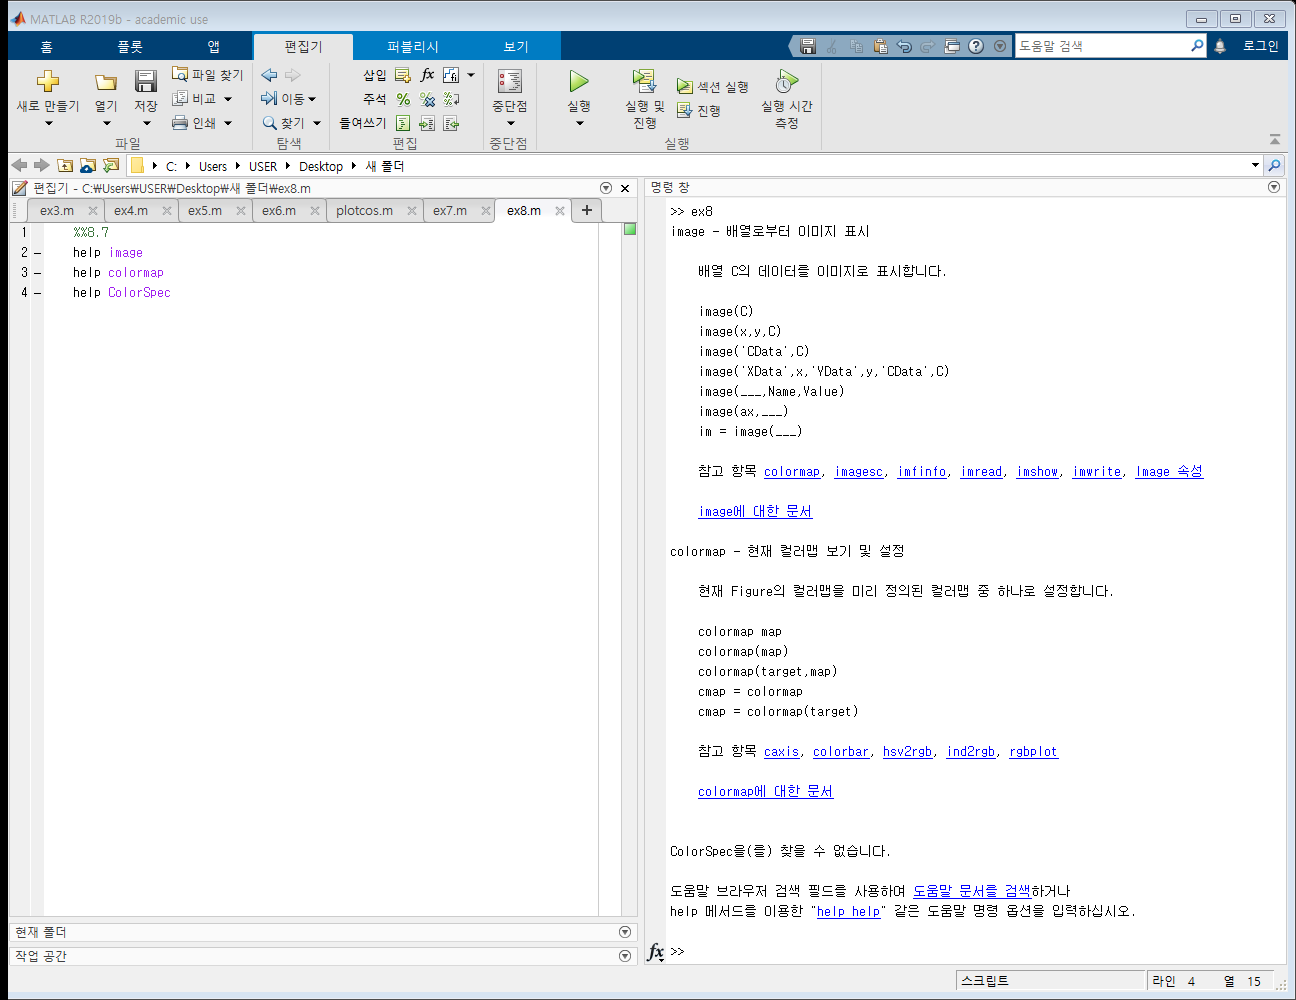 MATLAB R2019b - academic use
홈 플롯 앱 편집기 퍼블리시 보기 도움말 검색 로그인
새로 만들기 열기 저장 파일 찾기 비교 인쇄 이동 찾기 삽입 fx 주석 들여쓰기 중단점 실행 실행 및 진행 섹션 실행 진행 실행 시간 측정
파일 탐색 편집 중단점 실행
C: Users USER Desktop 새 폴더
편집기 - C:₩Users₩USER₩Desktop₩새 폴더₩ex8.m
ex3.m ex4.m ex5.m ex6.m plotcos.m ex7.m ex8.m +
1 %%8.7
2 – help image
3 – help colormap
4 – help ColorSpec
현재 폴더
작업 공간
명령 창
>> ex8
image - 배열로부터 이미지 표시
배열 C의 데이터를 이미지로 표시합니다.
image(C)
image(x,y,C)
image('CData',C)
image('XData',x,'YData',y,'CData',C)
image(___,Name,Value)
image(ax,___)
im = image(___)
참고 항목 colormap, imagesc, imfinfo, imread, imshow, imwrite, Image 속성
image에 대한 문서
colormap - 현재 컬러맵 보기 및 설정
현재 Figure의 컬러맵을 미리 정의된 컬러맵 중 하나로 설정합니다.
colormap map
colormap(map)
colormap(target,map)
cmap = colormap
cmap = colormap(target)
참고 항목 caxis, colorbar, hsv2rgb, ind2rgb, rgbplot
colormap에 대한 문서
ColorSpec을(를) 찾을 수 없습니다.
도움말 브라우저 검색 필드를 사용하여 도움말 문서를 검색하거나
help 메서드를 이용한 "help help" 같은 도움말 명령 옵션을 입력하십시오.
fx >>
스크립트 라인 4 열 15